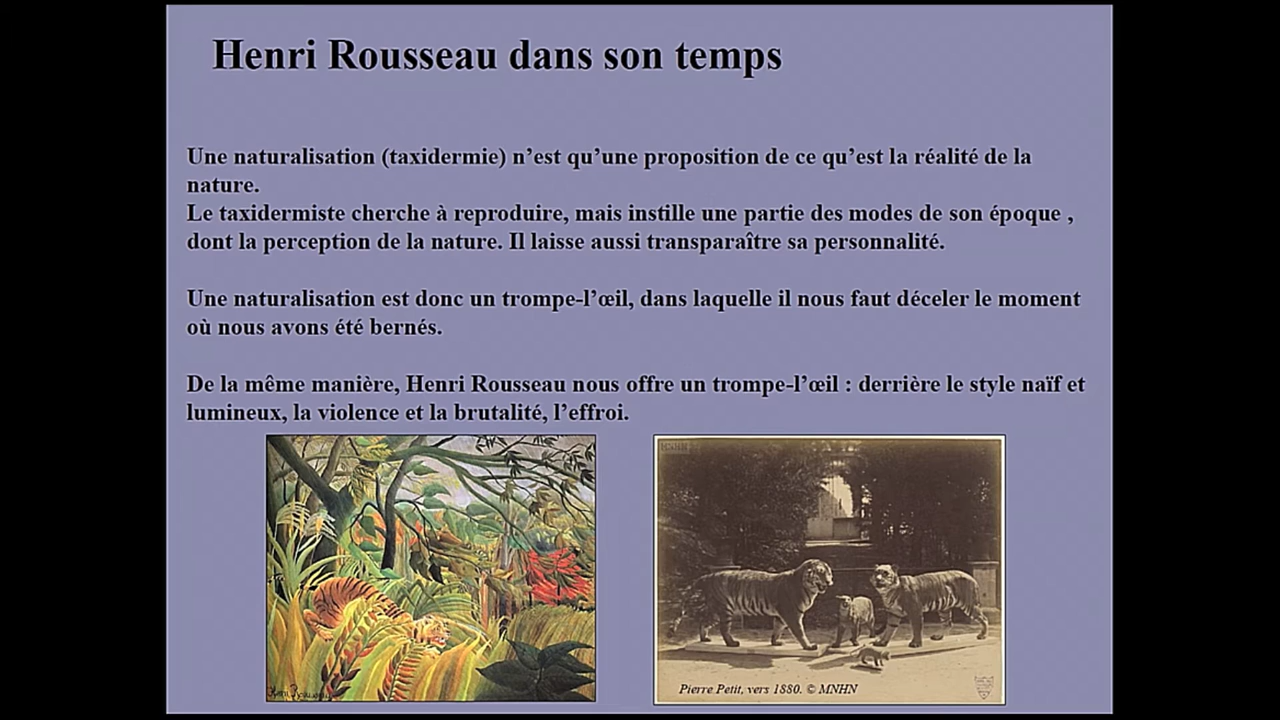 Henri Rousseau dans son temps
Une naturalisation (taxidermie) n’est qu’une proposition de ce qu’est la réalité de la
nature.
Le taxidermiste cherche à reproduire, mais instille une partie des modes de son époque ,
dont la perception de la nature. Il laisse aussi transparaître sa personnalité.
Une naturalisation est donc un trompe-l’œil, dans laquelle il nous faut déceler le moment
où nous avons été bernés.
De la même manière, Henri Rousseau nous offre un trompe-l’œil : derrière le style naïf et
lumineux, la violence et la brutalité, l’effroi.
Pierre Petit, vers 1880. © MNHN